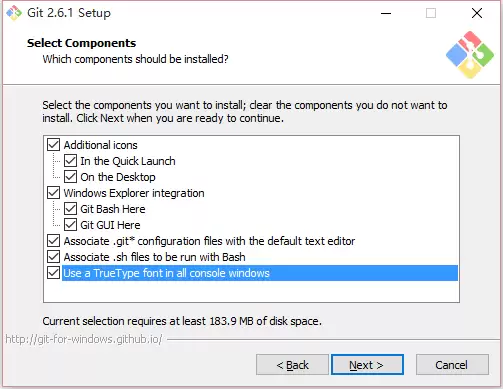 Git 2.6.1 Setup
Select Components
Which components should be installed?
Select the components you want to install; clear the components you do not want to
install. Click Next when you are ready to continue.
Additional icons
In the Quick Launch
On the Desktop
Windows Explorer integration
Git Bash Here
Git GUI Here
Associate .git* configuration files with the default text editor
Associate .sh files to be run with Bash
Use a TrueType font in all console windows
Current selection requires at least 183.9 MB of disk space.
http://git-for-windows.github.io/
< Back
Next >
Cancel